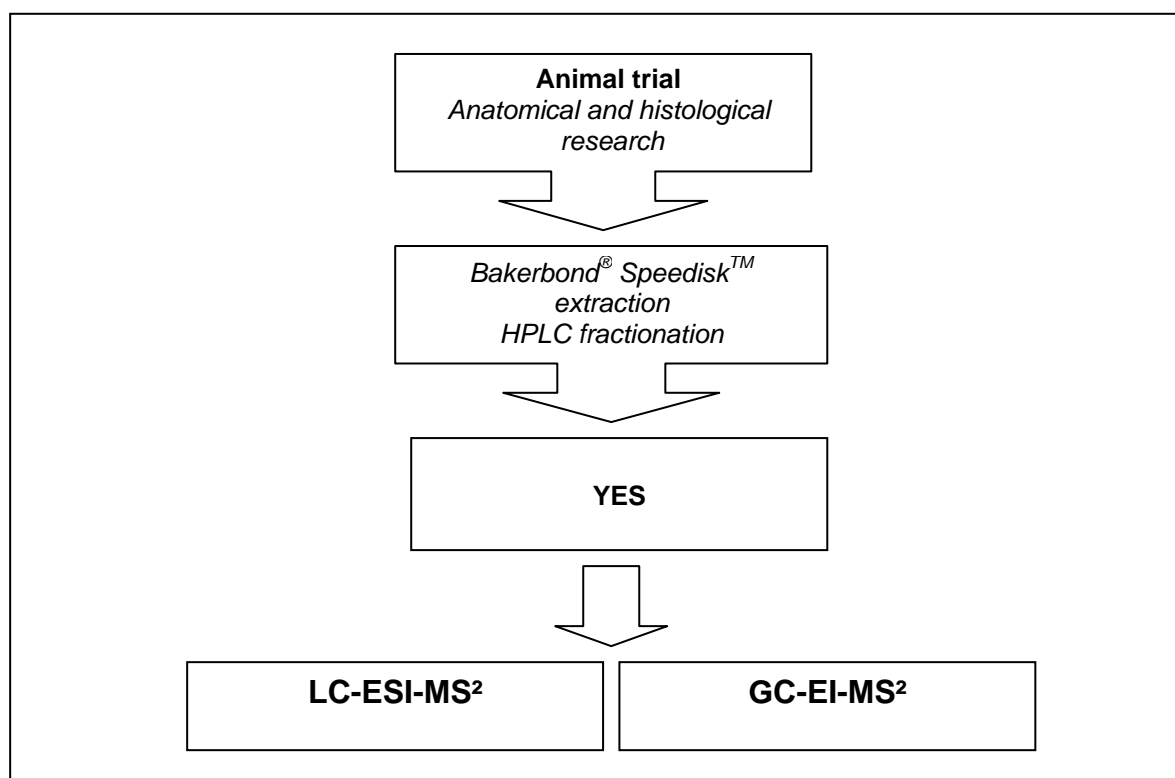 Animal trial
Anatomical and histological
research
Bakerbond® Speedisk™
extraction
HPLC fractionation
YES
LC-ESI-MS²
GC-EI-MS²